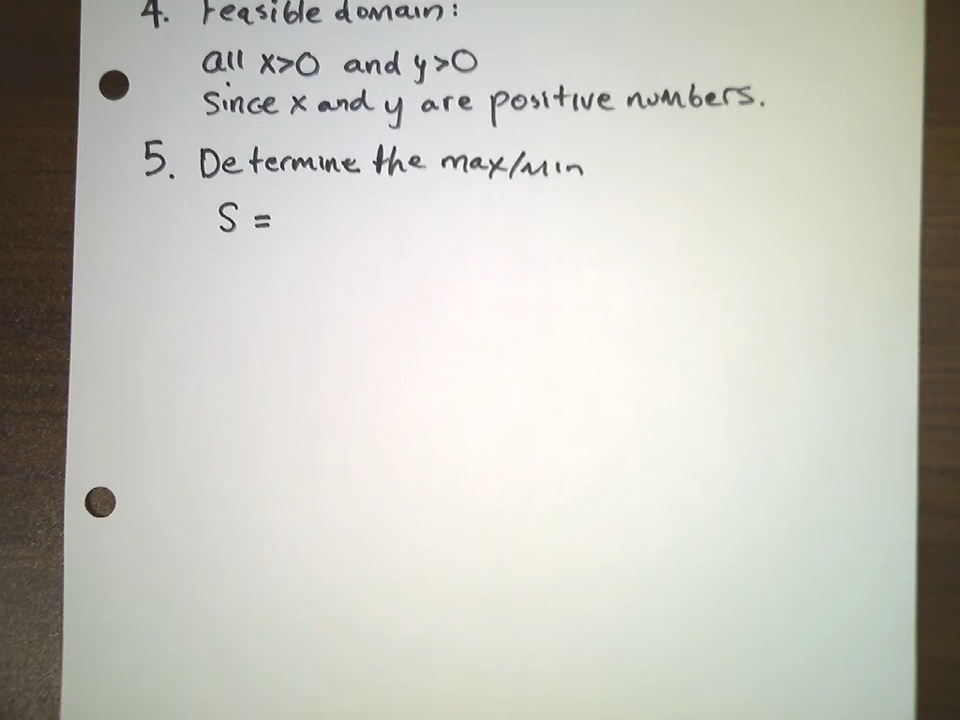 4. Feasible domain:
all x>0 and y>0
Since x and y are positive numbers.
5. Determine the max/min
S =